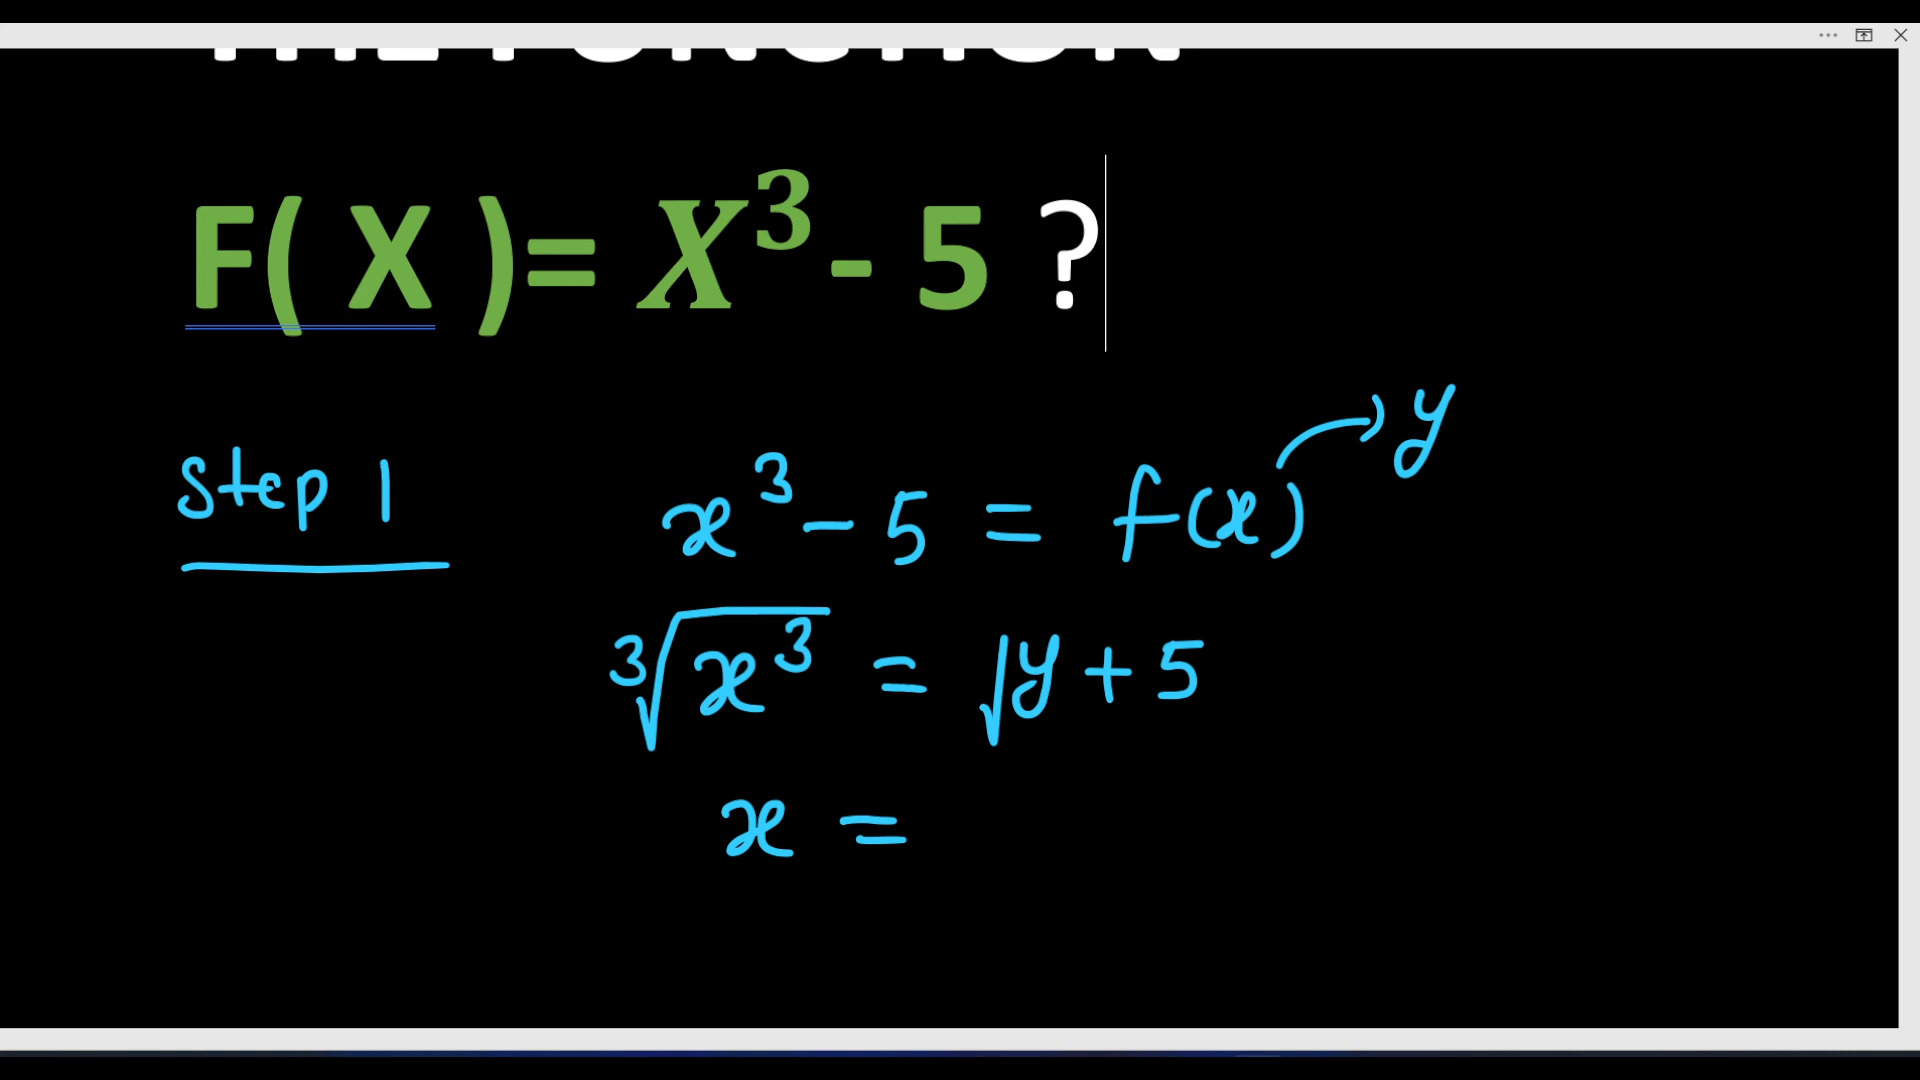 F( X )= X³- 5 ?
y
Step 1
x³ - 5 = f(x)
³√x³ = √y + 5
x =